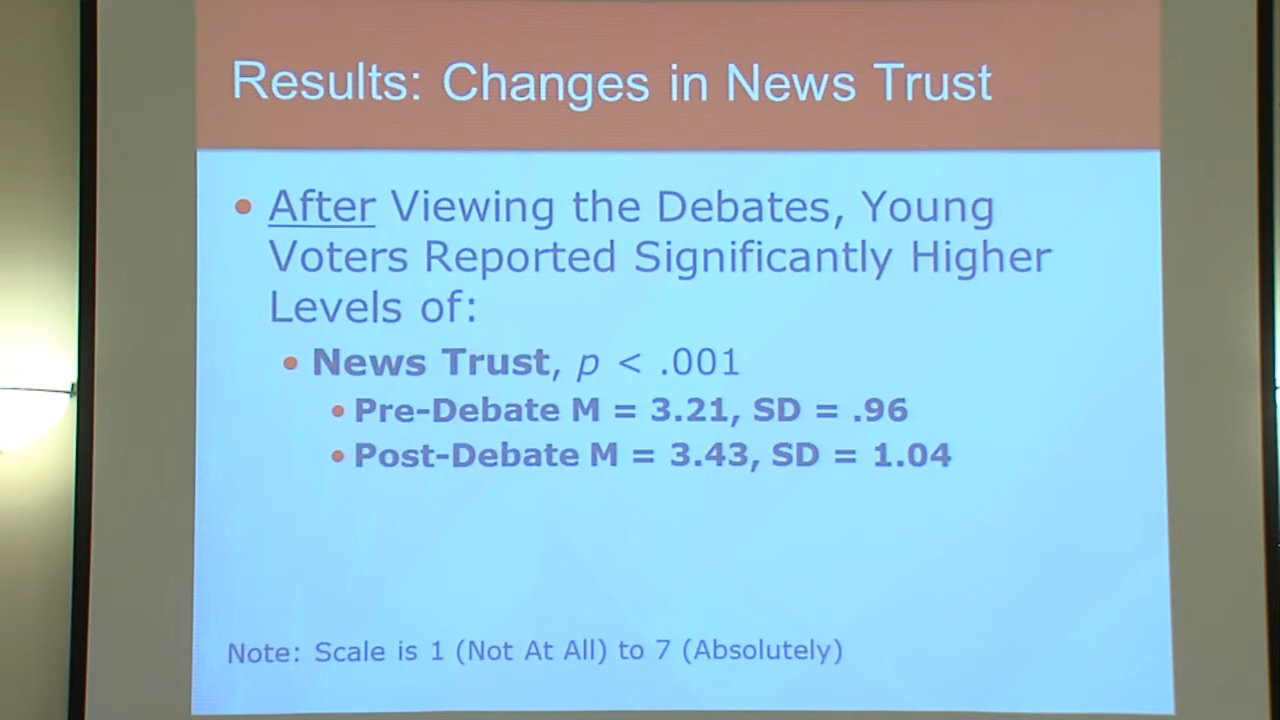 Results: Changes in News Trust
• After Viewing the Debates, Young
Voters Reported Significantly Higher
Levels of:
• News Trust, p < .001
• Pre-Debate M = 3.21, SD = .96
• Post-Debate M = 3.43, SD = 1.04
Note: Scale is 1 (Not At All) to 7 (Absolutely)